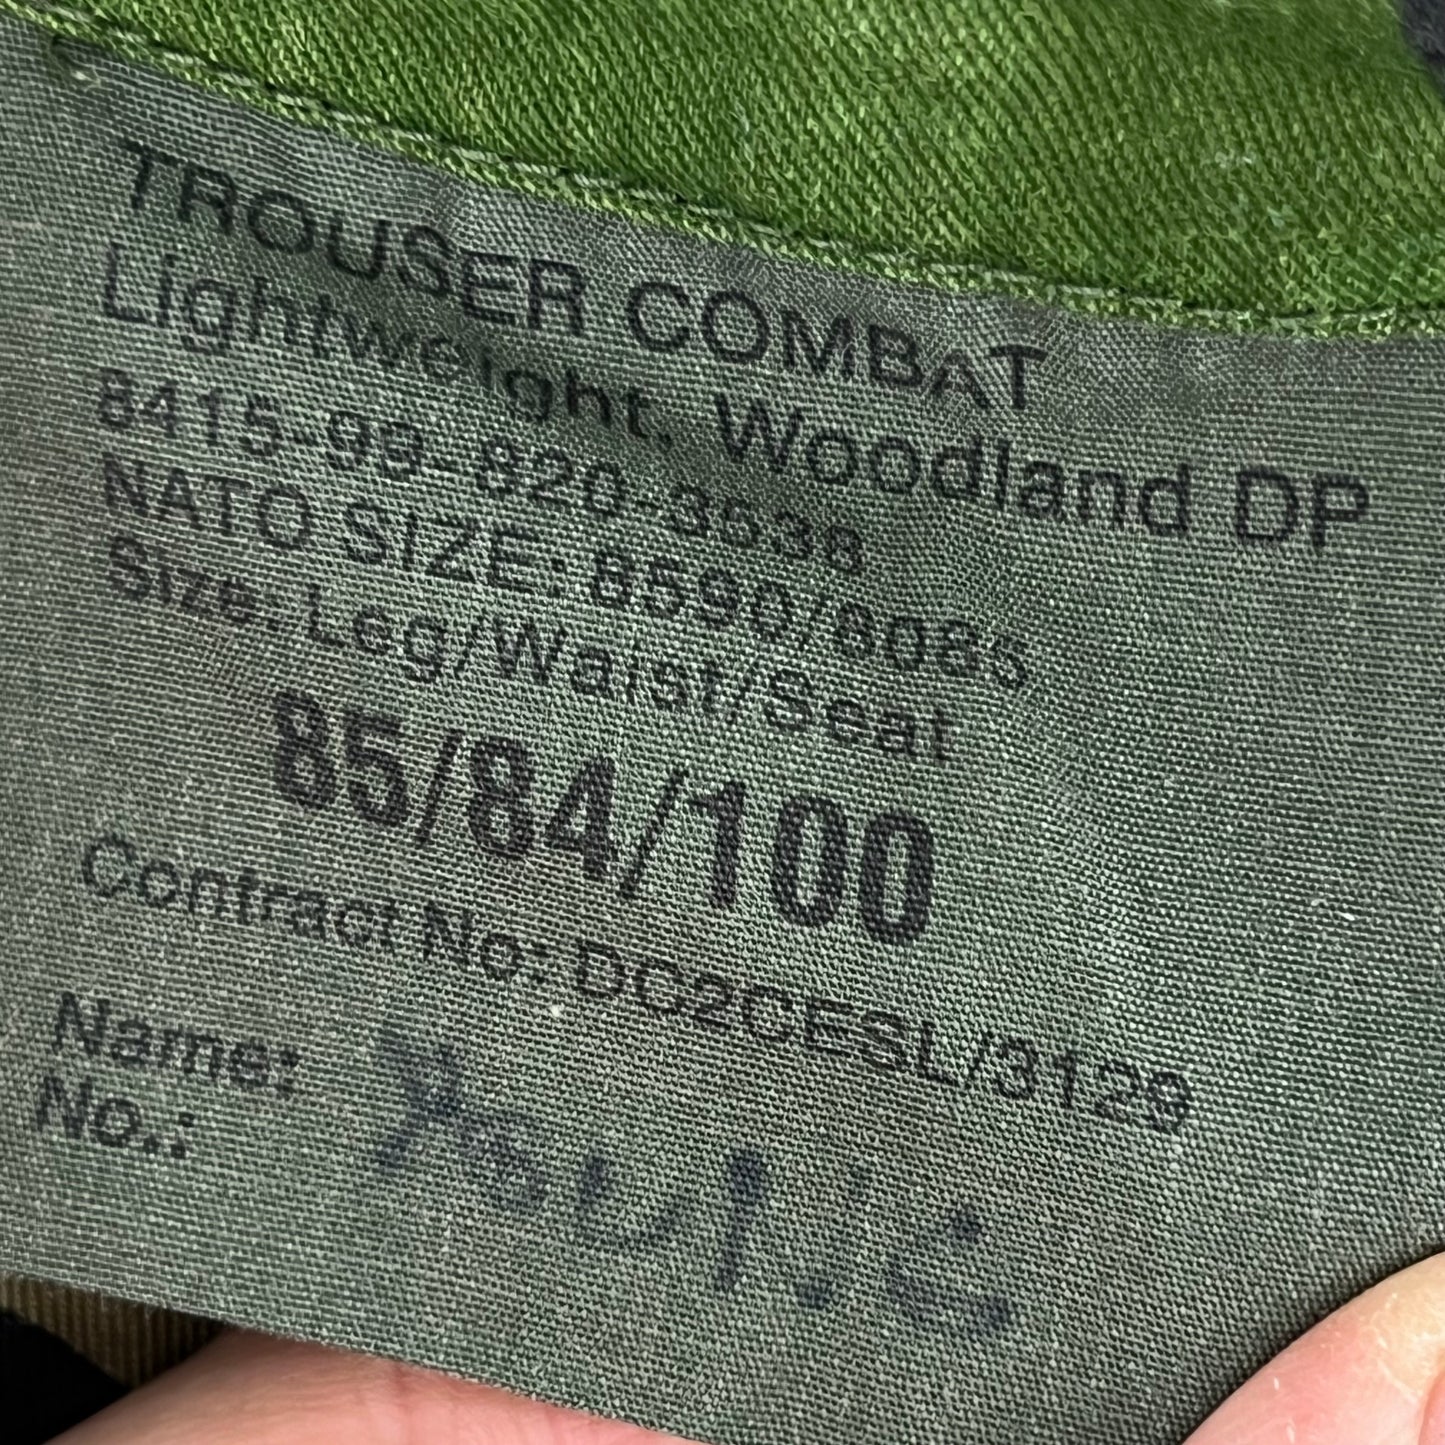 TROUSER COMBAT
Lightweight, Woodland DP
8415-99-820-3538
NATO SIZE: 8590/8085
Size: Leg/Waist/Seat
85/84/100
Contract No: DC2CESL/3129
Name:
No.: